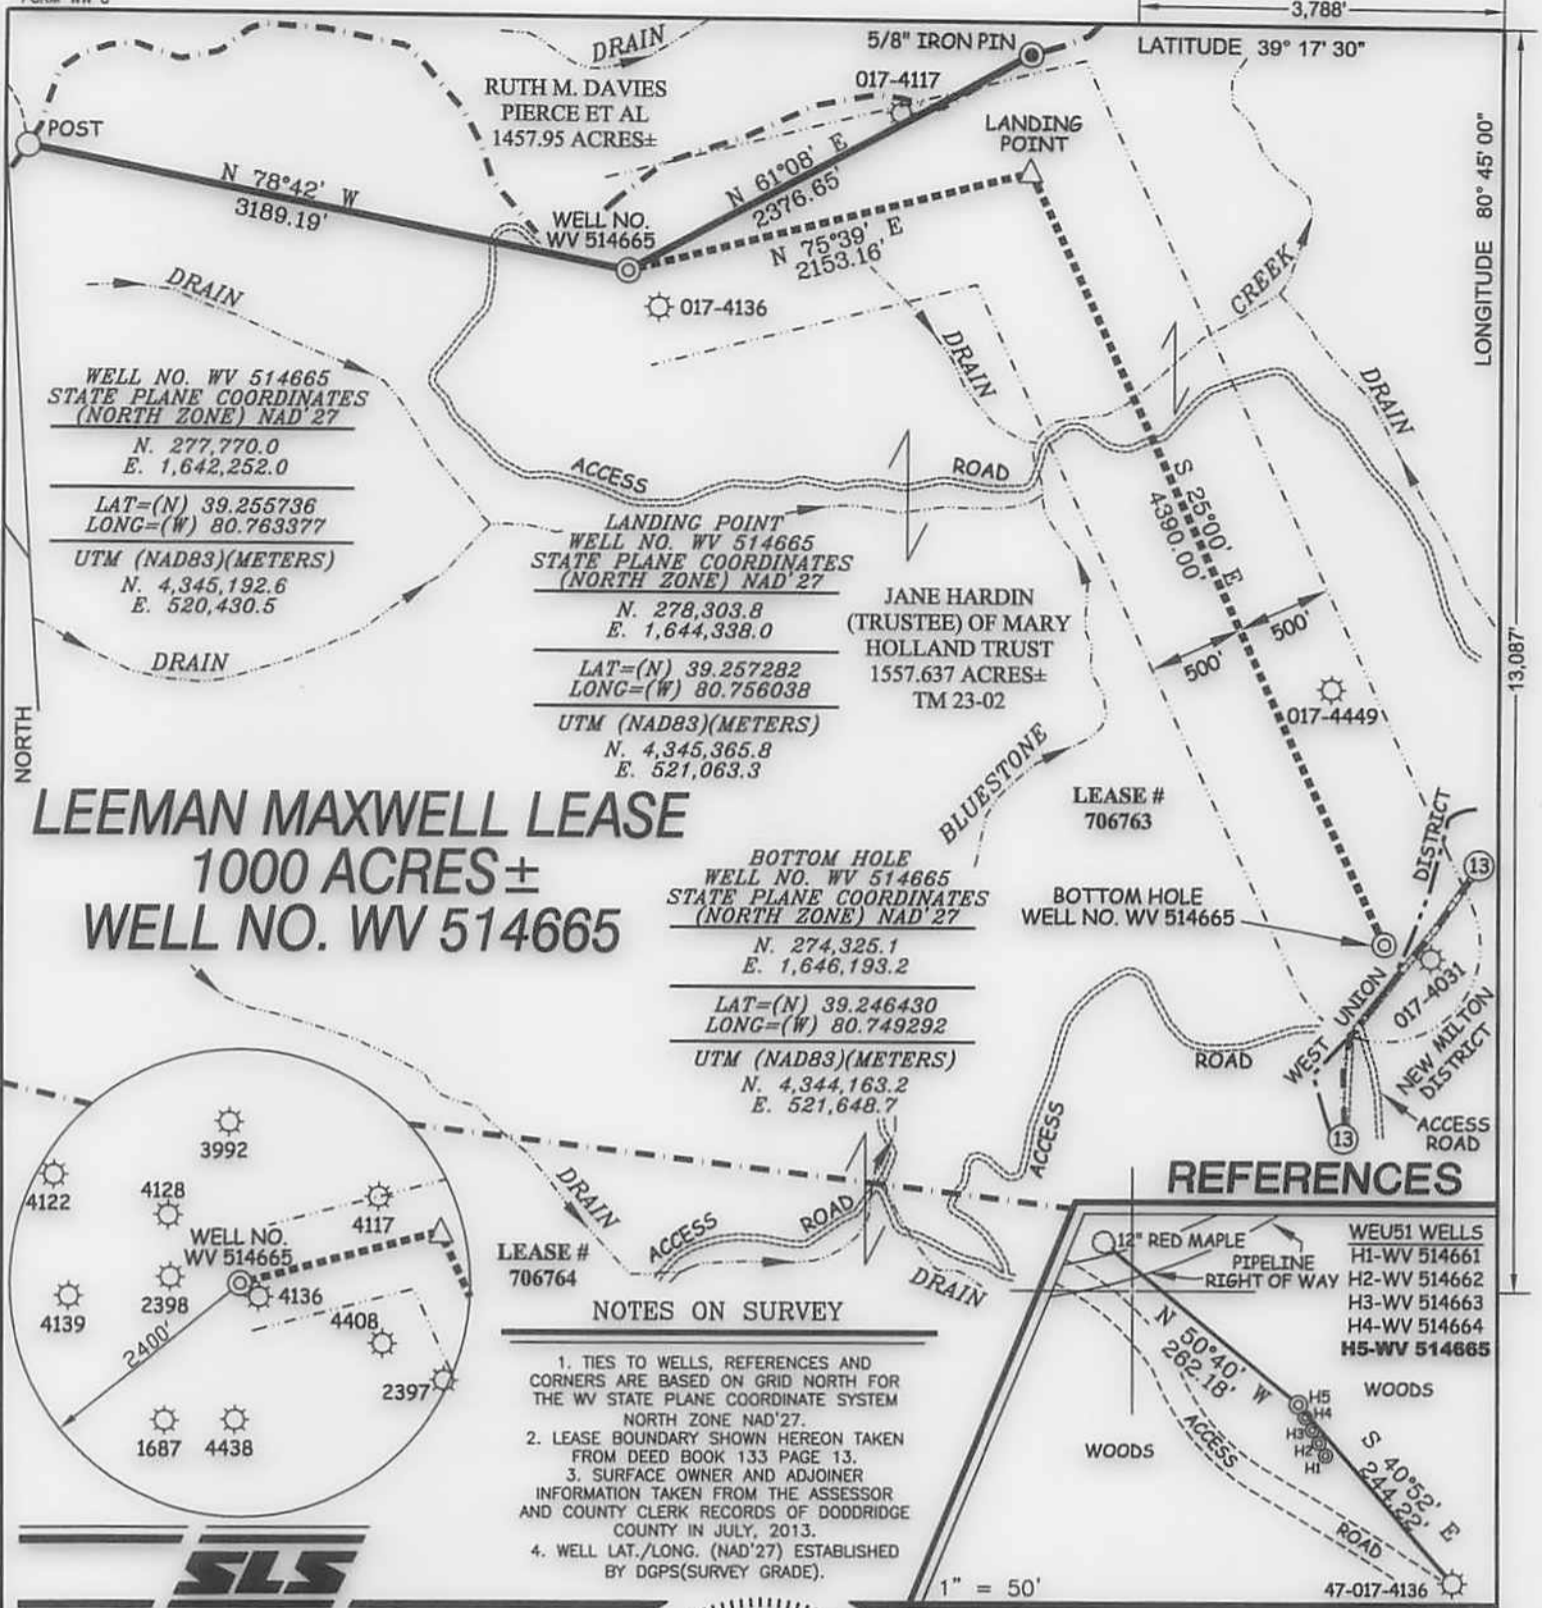 3,788'
LATITUDE 39° 17' 30"
LONGITUDE 80° 45' 00"
13,087'
DRAIN
RUTH M. DAVIES
PIERCE ET AL
1457.95 ACRES±
5/8" IRON PIN
017-4117
LANDING
POINT
POST
N 78°42' W
3189.19'
WELL NO.
WV 514665
N 61°08' E
2376.65'
N 75°39' E
2153.16'
017-4136
DRAIN
DRAIN
CREEK
DRAIN
WELL NO. WV 514665
STATE PLANE COORDINATES
(NORTH ZONE) NAD'27
N. 277,770.0
E. 1,642,252.0
LAT=(N) 39.255736
LONG=(W) 80.763377
UTM (NAD83)(METERS)
N. 4,345,192.6
E. 520,430.5
DRAIN
NORTH
ACCESS
ROAD
S 25°00' E
4390.00'
500'
500'
017-4449
LANDING POINT
WELL NO. WV 514665
STATE PLANE COORDINATES
(NORTH ZONE) NAD'27
N. 278,303.8
E. 1,644,338.0
LAT=(N) 39.257282
LONG=(W) 80.756038
UTM (NAD83)(METERS)
N. 4,345,365.8
E. 521,063.3
JANE HARDIN
(TRUSTEE) OF MARY
HOLLAND TRUST
1557.637 ACRES±
TM 23-02
BLUESTONE
LEASE #
706763
LEEMAN MAXWELL LEASE
1000 ACRES±
WELL NO. WV 514665
BOTTOM HOLE
WELL NO. WV 514665
STATE PLANE COORDINATES
(NORTH ZONE) NAD'27
N. 274,325.1
E. 1,646,193.2
LAT=(N) 39.246430
LONG=(W) 80.749292
UTM (NAD83)(METERS)
N. 4,344,163.2
E. 521,648.7
BOTTOM HOLE
WELL NO. WV 514665
DISTRICT
13
WEST UNION
017-4031
NEW MILTON
DISTRICT
ACCESS
ROAD
13
ROAD
ACCESS
DRAIN
ACCESS
ROAD
DRAIN
3992
4122
4128
4117
WELL NO.
WV 514665
2398
4136
4139
4408
2400'
2397
1687
4438
LEASE #
706764
NOTES ON SURVEY
1. TIES TO WELLS, REFERENCES AND
CORNERS ARE BASED ON GRID NORTH FOR
THE WV STATE PLANE COORDINATE SYSTEM
NORTH ZONE NAD'27.
2. LEASE BOUNDARY SHOWN HEREON TAKEN
FROM DEED BOOK 133 PAGE 13.
3. SURFACE OWNER AND ADJOINER
INFORMATION TAKEN FROM THE ASSESSOR
AND COUNTY CLERK RECORDS OF DODDRIDGE
COUNTY IN JULY, 2013.
4. WELL LAT./LONG. (NAD'27) ESTABLISHED
BY DGPS(SURVEY GRADE).
SLS
REFERENCES
12" RED MAPLE
PIPELINE
RIGHT OF WAY
WEU51 WELLS
H1-WV 514661
H2-WV 514662
H3-WV 514663
H4-WV 514664
H5-WV 514665
N 50°40' W
262.18'
WOODS
H5
H4
H3
H2
H1
WOODS
ACCESS
ROAD
S 40°52' E
244.22'
47-017-4136
1" = 50'